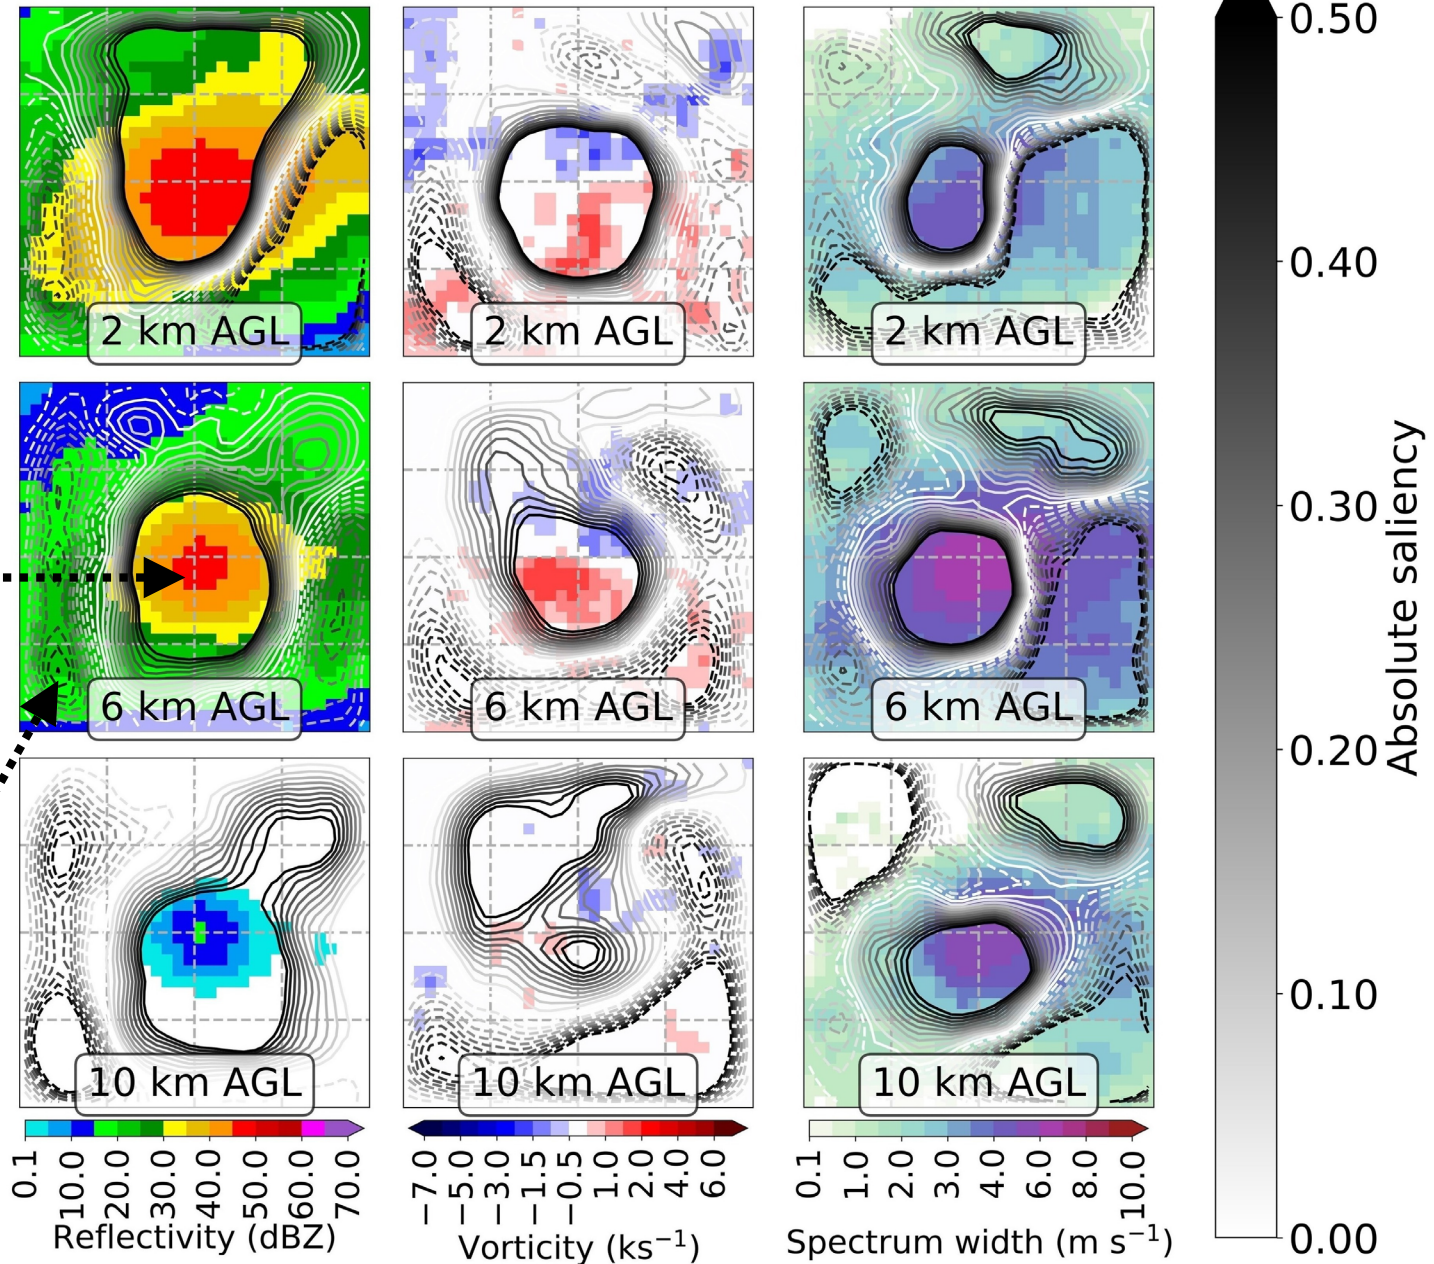 2 km AGL
2 km AGL
2 km AGL
6 km AGL
6 km AGL
6 km AGL
10 km AGL
10 km AGL
10 km AGL
0.1 10.0 20.0 30.0 40.0 50.0 60.0 70.0
Reflectivity (dBZ)
−7.0 −5.0 −3.0 −1.5 −0.5 1.0 2.0 4.0 6.0
Vorticity (ks⁻¹)
0.1 1.0 2.0 3.0 4.0 6.0 8.0 10.0
Spectrum width (m s⁻¹)
0.50
0.40
0.30
0.20
0.10
0.00
Absolute saliency